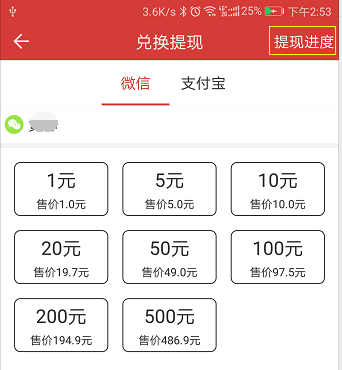 3.6K/s 25% 下午2:53
兑换提现 提现进度
微信 支付宝
1元 5元 10元
售价1.0元 售价5.0元 售价10.0元
20元 50元 100元
售价19.7元 售价49.0元 售价97.5元
200元 500元
售价194.9元 售价486.9元